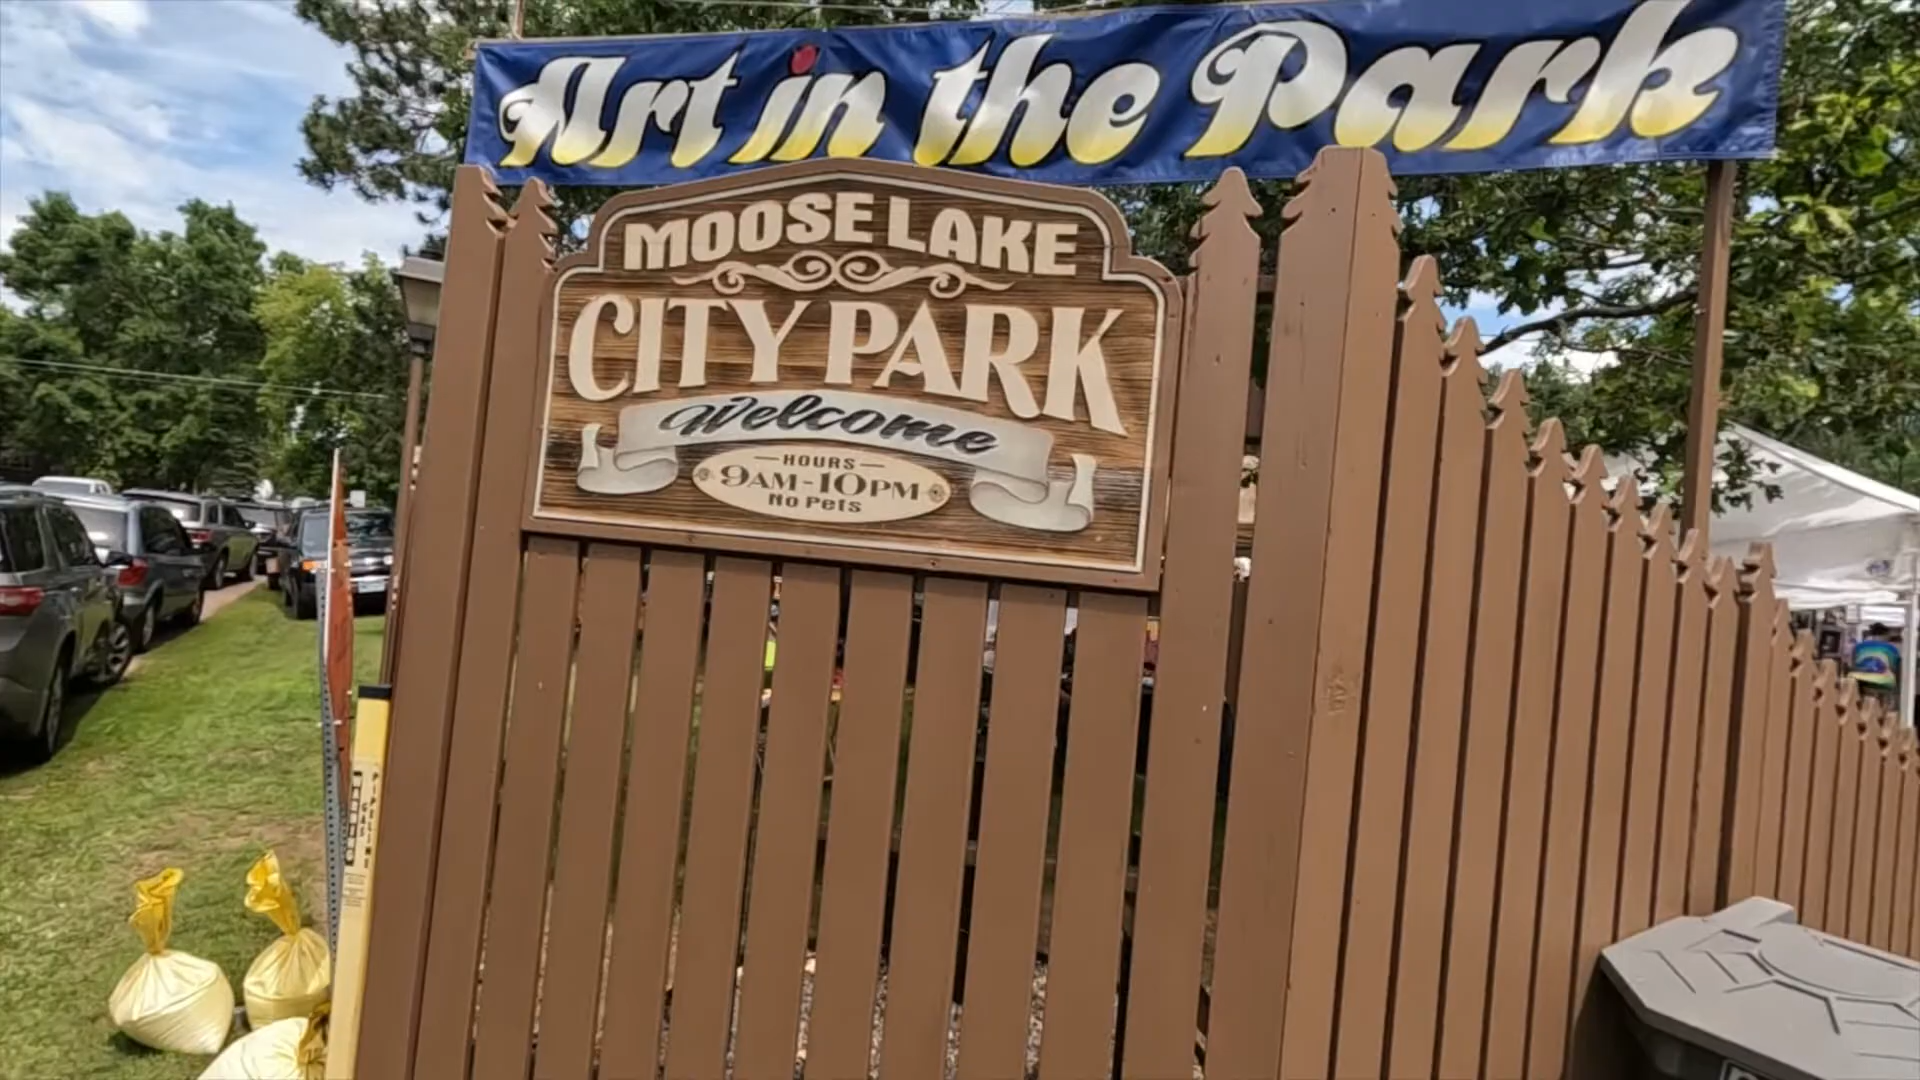 Art in the Park
MOOSE LAKE
CITY PARK
Welcome
HOURS
9AM-10PM
No Pets